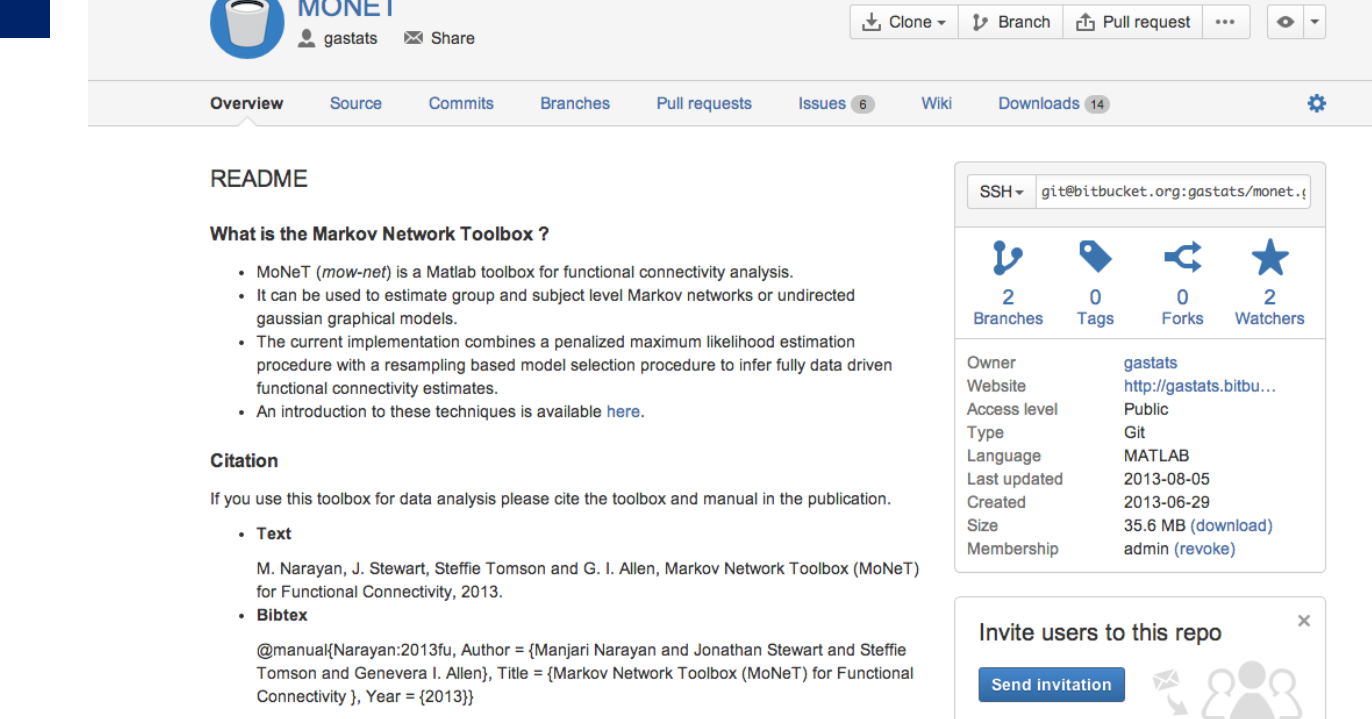 MONET
gastats Share
Clone Branch Pull request
Overview Source Commits Branches Pull requests Issues 6 Wiki Downloads 14
README
What is the Markov Network Toolbox ?
• MoNeT (mow-net) is a Matlab toolbox for functional connectivity analysis.
• It can be used to estimate group and subject level Markov networks or undirected
gaussian graphical models.
• The current implementation combines a penalized maximum likelihood estimation
procedure with a resampling based model selection procedure to infer fully data driven
functional connectivity estimates.
• An introduction to these techniques is available here.
Citation
If you use this toolbox for data analysis please cite the toolbox and manual in the publication.
• Text
M. Narayan, J. Stewart, Steffie Tomson and G. I. Allen, Markov Network Toolbox (MoNeT)
for Functional Connectivity, 2013.
• Bibtex
@manual{Narayan:2013fu, Author = {Manjari Narayan and Jonathan Stewart and Steffie
Tomson and Genevera I. Allen}, Title = {Markov Network Toolbox (MoNeT) for Functional
Connectivity }, Year = {2013}}
SSH git@bitbucket.org:gastats/monet.g
2 0 0 2
Branches Tags Forks Watchers
Owner gastats
Website http://gastats.bitbu…
Access level Public
Type Git
Language MATLAB
Last updated 2013-08-05
Created 2013-06-29
Size 35.6 MB (download)
Membership admin (revoke)
Invite users to this repo
Send invitation